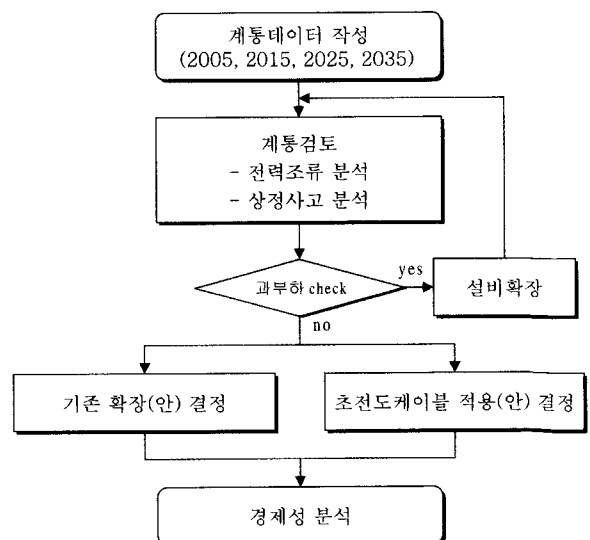 계통데이터 작성
(2005, 2015, 2025, 2035)
계통검토
- 전력조류 분석
- 상정사고 분석
과부하 check
yes
설비확장
no
기존 확장(안) 결정
초전도케이블 적용(안) 결정
경제성 분석